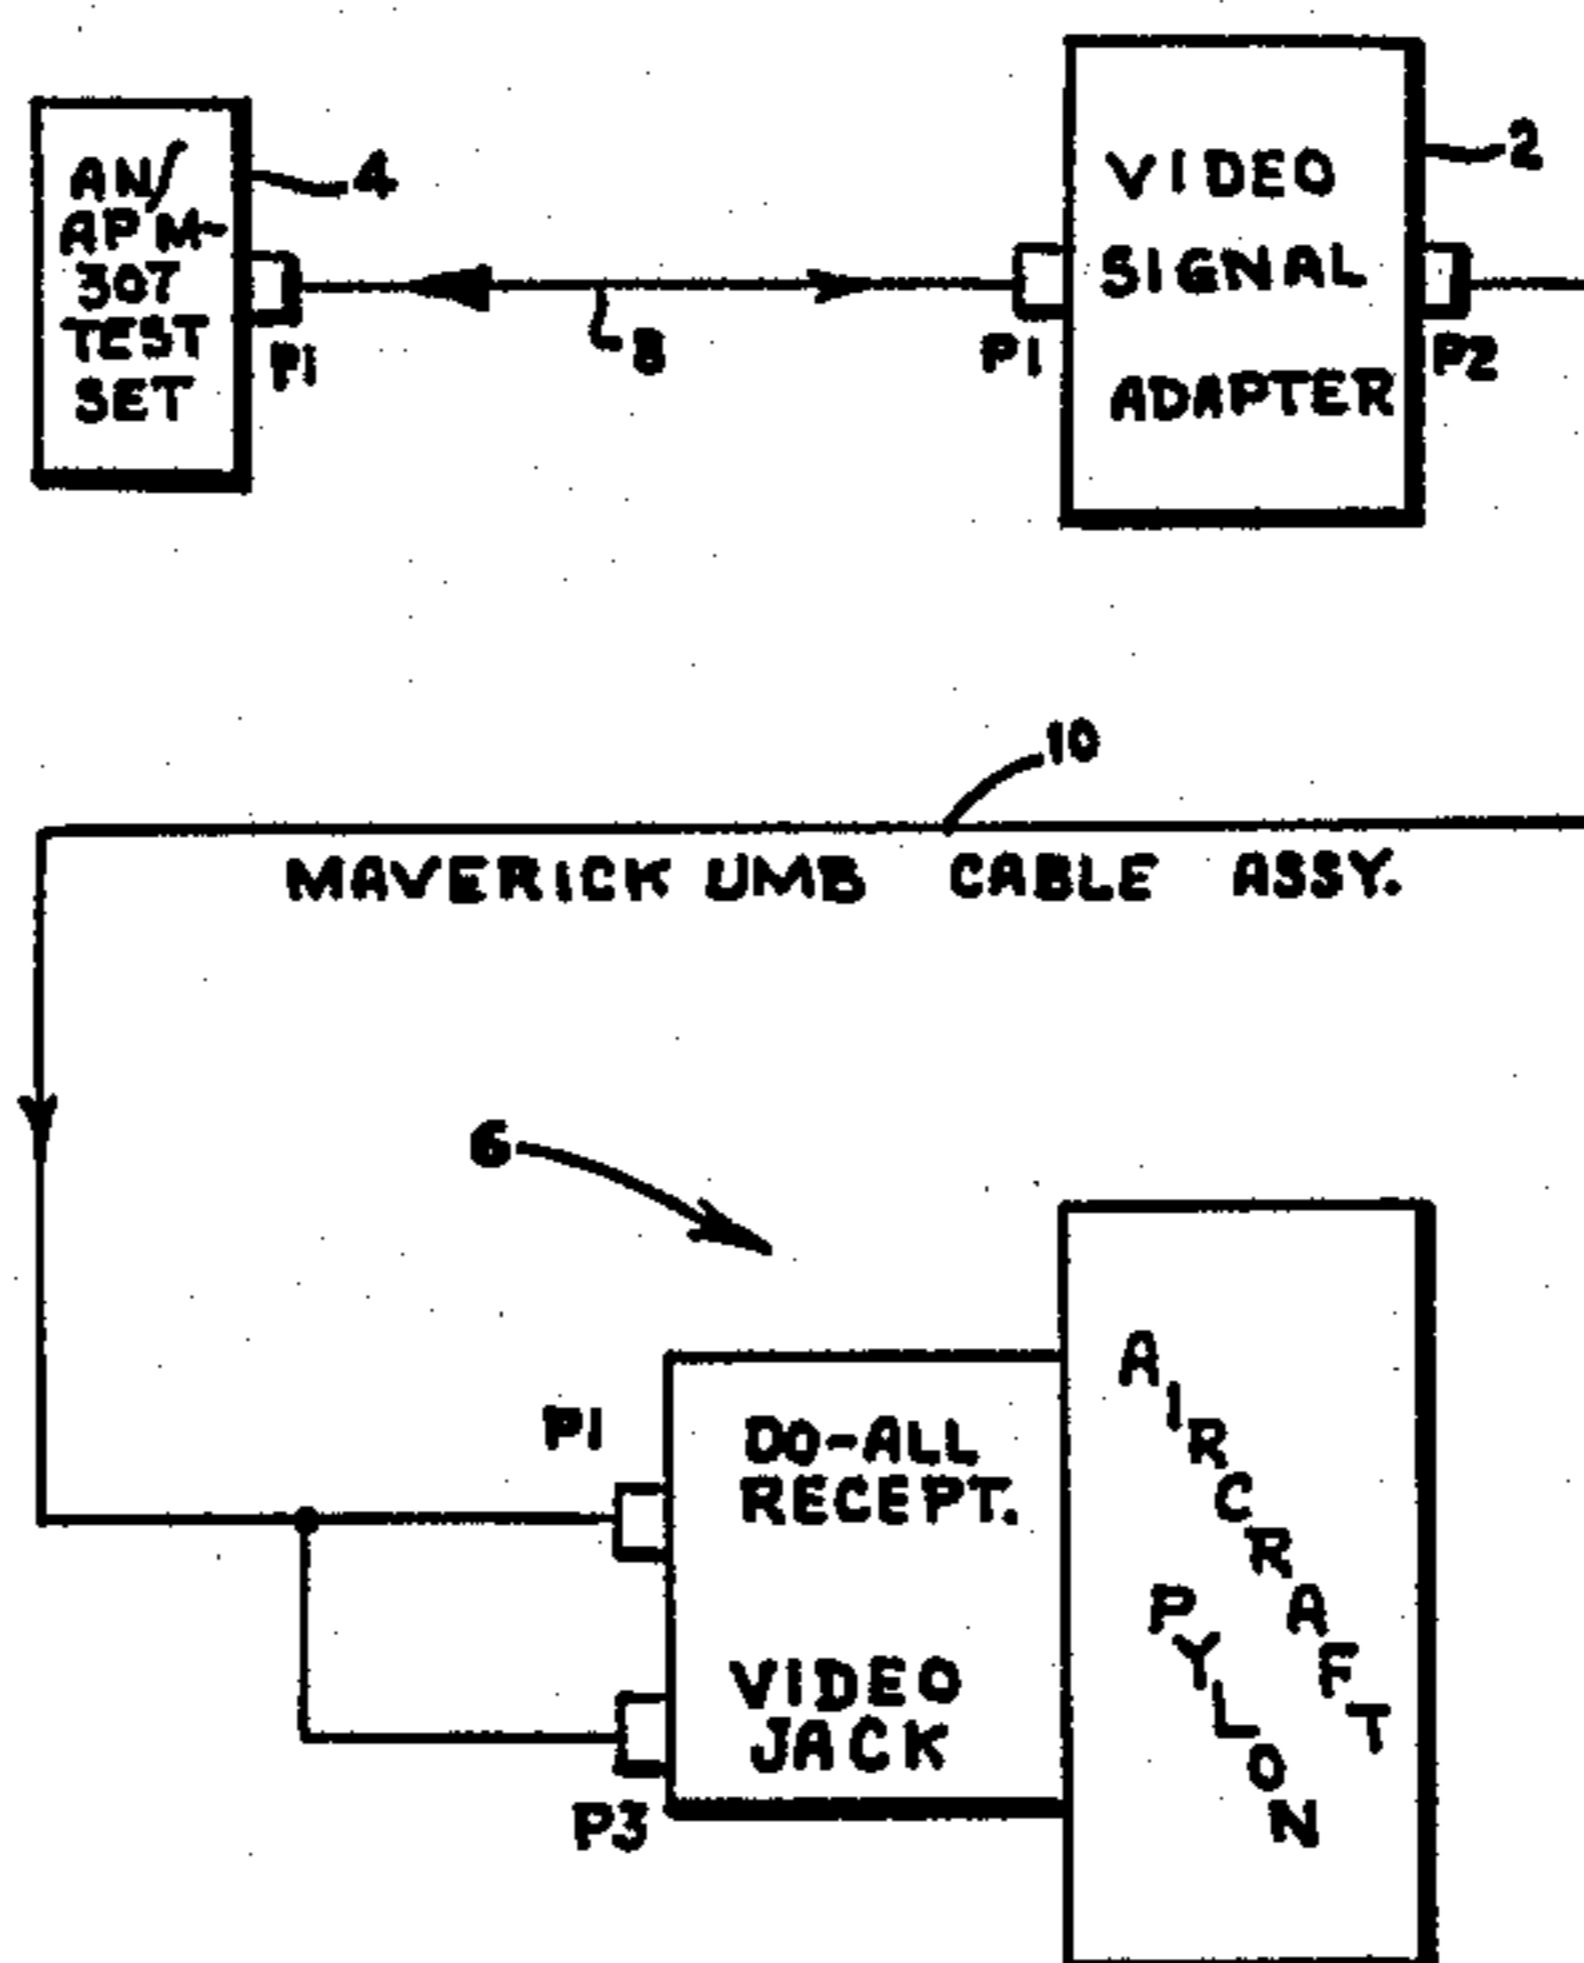 AN/
APM-
307
TEST
SET
4
P1
8
P1
VIDEO
SIGNAL
ADAPTER
2
P2
10
MAVERICK UMB CABLE ASSY.
6
P1
DO-ALL
RECEPT.
VIDEO
JACK
P3
AIRCRAFT
PYLON